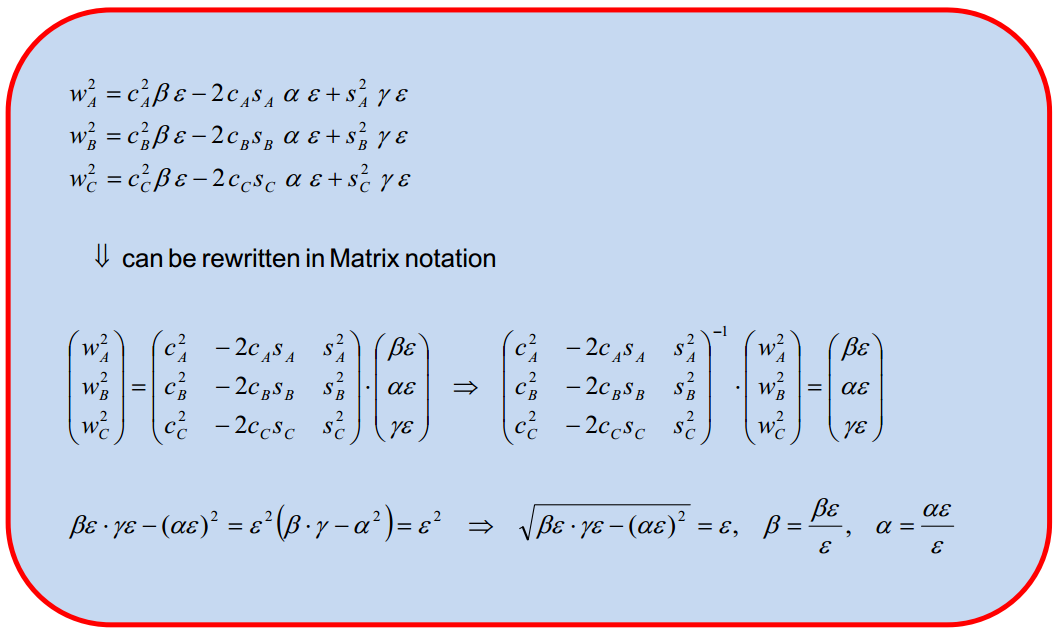 w_A^2 = c_A^2 β ε − 2 c_A s_A α ε + s_A^2 γ ε
w_B^2 = c_B^2 β ε − 2 c_B s_B α ε + s_B^2 γ ε
w_C^2 = c_C^2 β ε − 2 c_C s_C α ε + s_C^2 γ ε
⇓ can be rewritten in Matrix notation
(w_A^2; w_B^2; w_C^2) = (c_A^2 −2c_A s_A s_A^2; c_B^2 −2c_B s_B s_B^2; c_C^2 −2c_C s_C s_C^2) · (βε; αε; γε) ⇒ (c_A^2 −2c_A s_A s_A^2; c_B^2 −2c_B s_B s_B^2; c_C^2 −2c_C s_C s_C^2)^−1 · (w_A^2; w_B^2; w_C^2) = (βε; αε; γε)
βε · γε − (αε)^2 = ε^2(β · γ − α^2) = ε^2 ⇒ √(βε · γε − (αε)^2) = ε, β = βε/ε, α = αε/ε